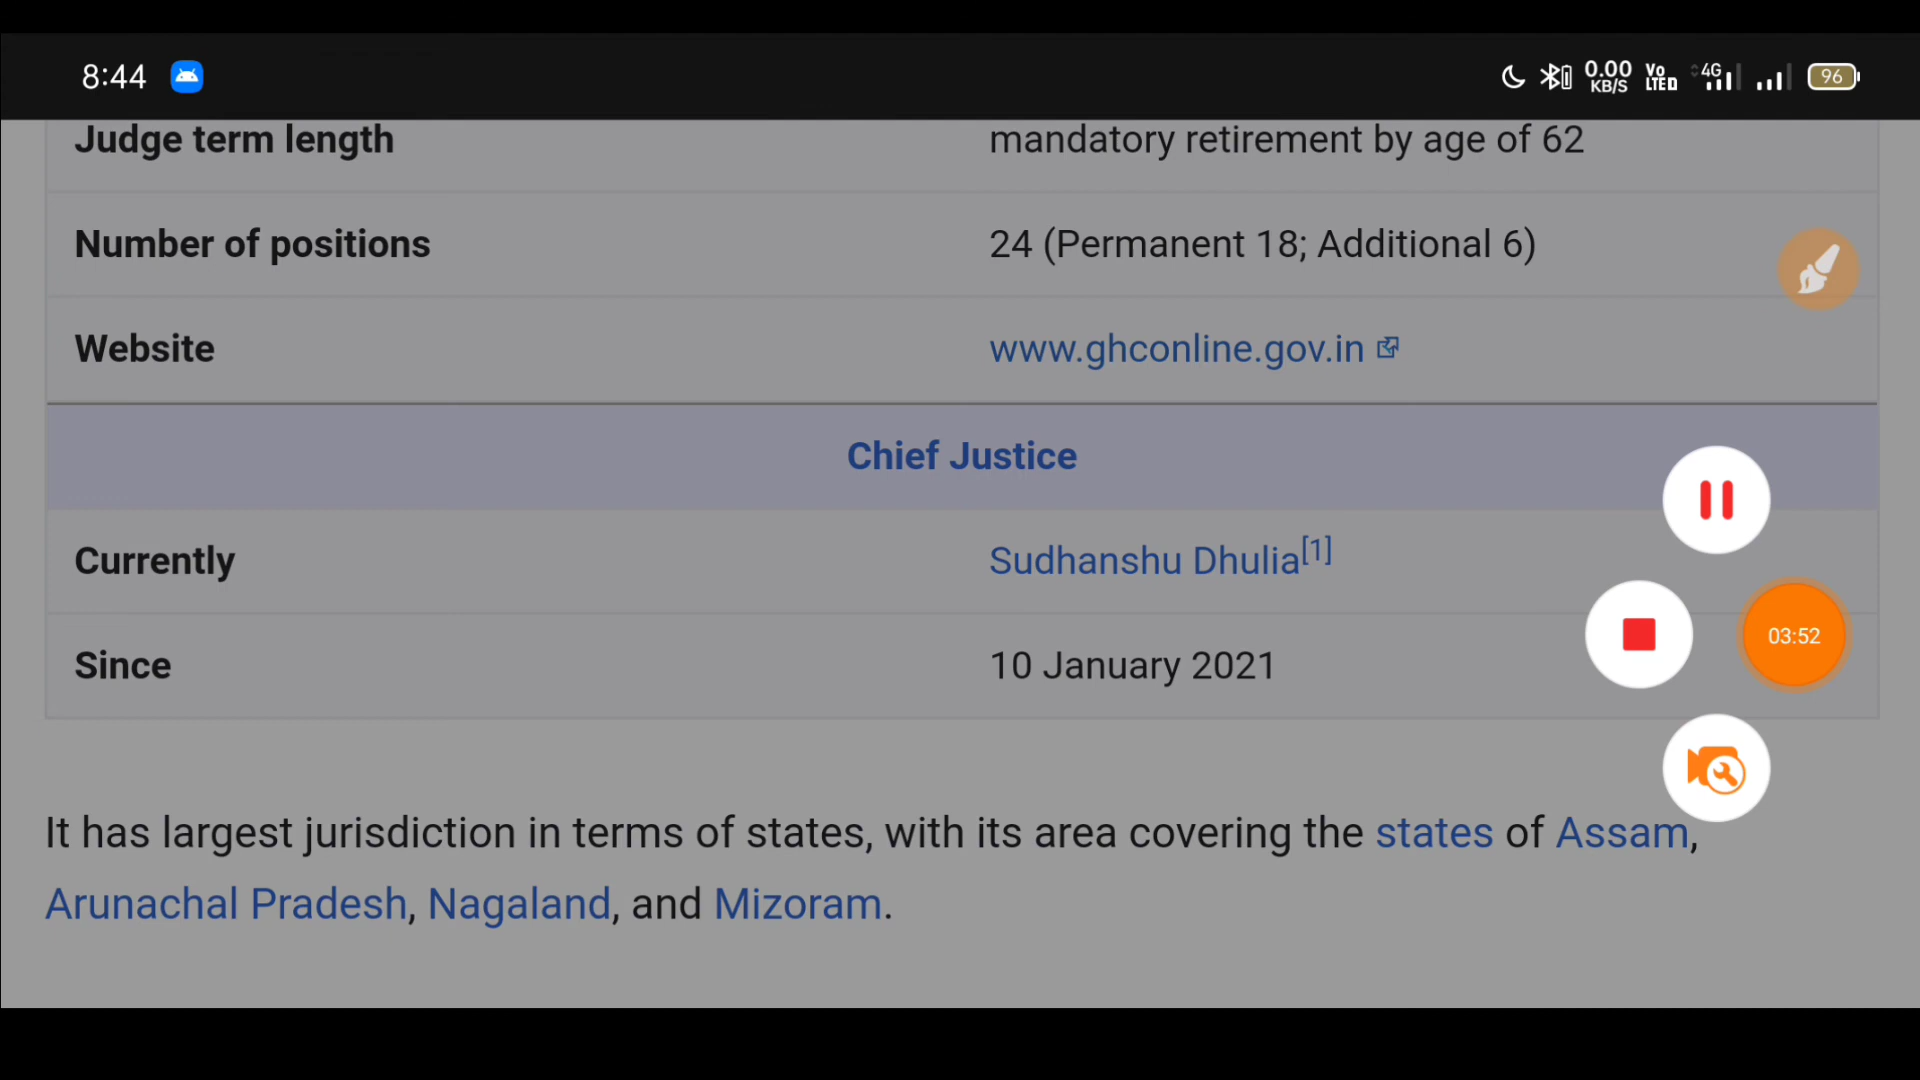 8:44 0.00 KB/S Vo LTED 4G 96
Judge term length mandatory retirement by age of 62
Number of positions 24 (Permanent 18; Additional 6)
Website www.ghconline.gov.in
Chief Justice
Currently Sudhanshu Dhulia[1]
Since 10 January 2021
03:52
It has largest jurisdiction in terms of states, with its area covering the states of Assam,
Arunachal Pradesh, Nagaland, and Mizoram.